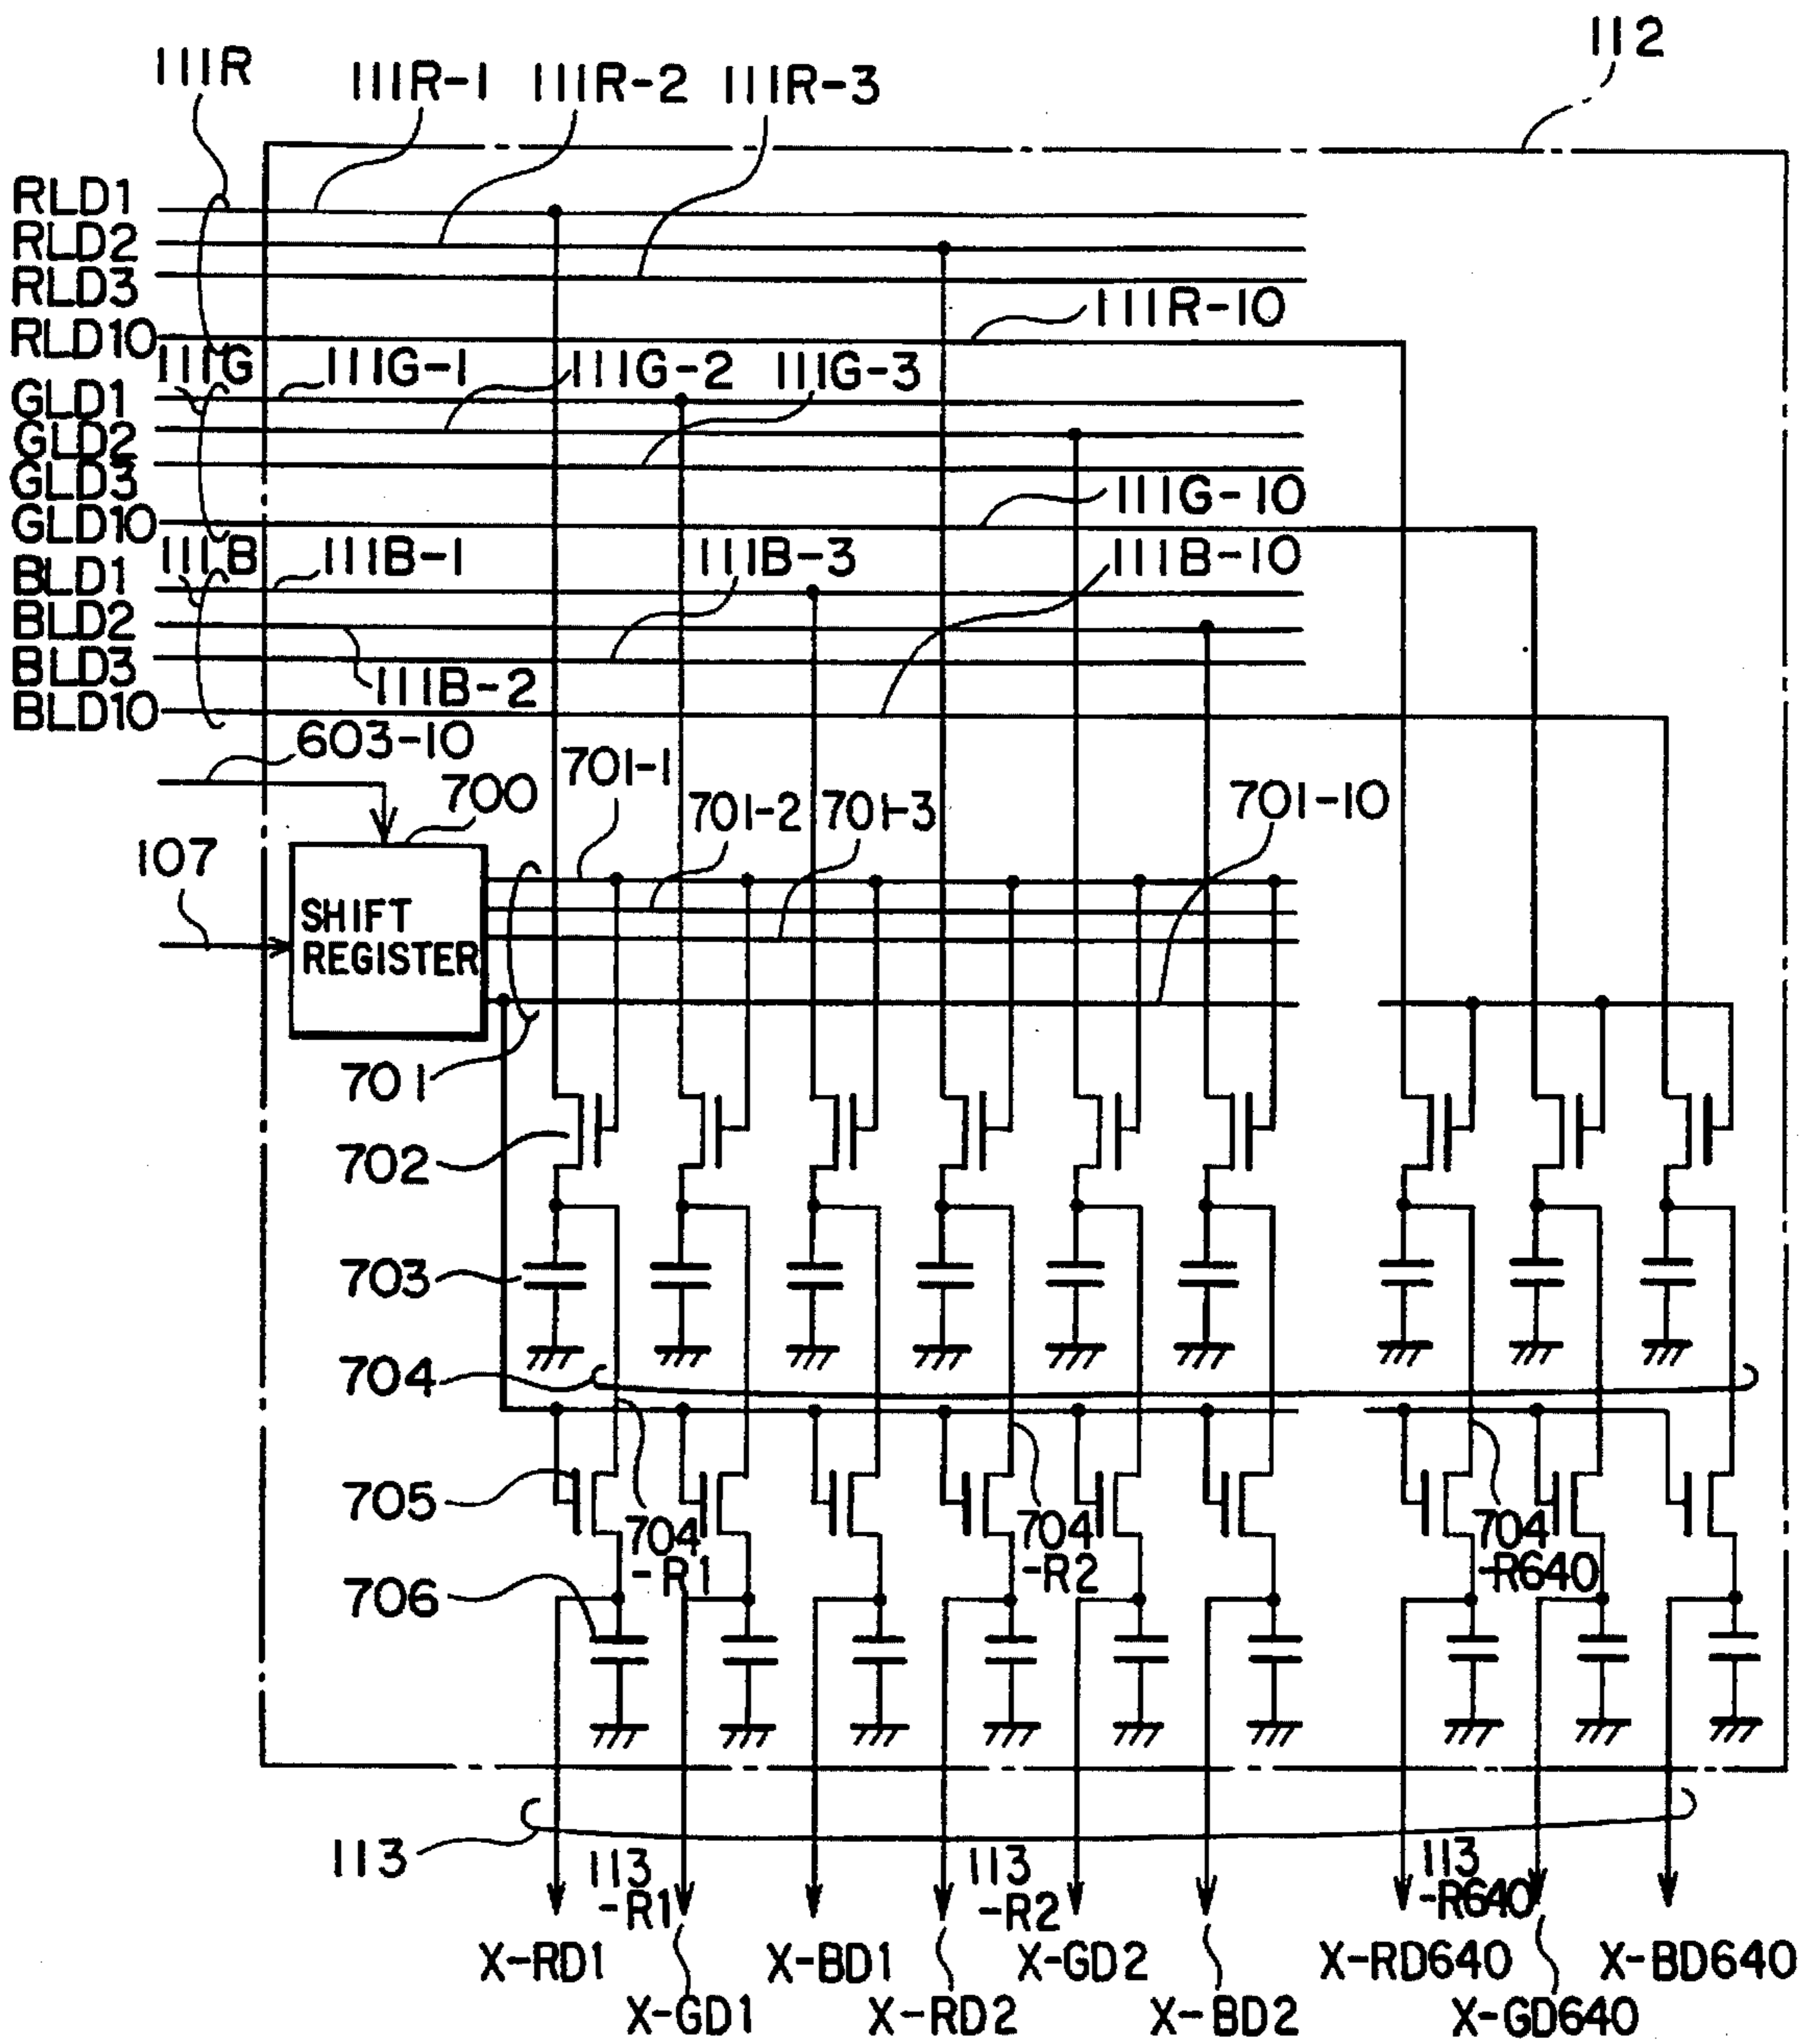 112
111R
111R-1
111R-2
111R-3
RLD1
RLD2
RLD3
RLD10
111R-10
111G
111G-1
111G-2
111G-3
GLD1
GLD2
GLD3
GLD10
111G-10
111B
111B-1
111B-3
111B-10
BLD1
BLD2
BLD3
111B-2
BLD10
603-10
700
701-1
701-2
701-3
701-10
107
SHIFT
REGISTER
701
702
703
704
705
704
-R1
704
-R2
704
-R640
706
113
113
-R1
113
-R2
113
-R640
X-RD1
X-BD1
X-GD2
X-RD640
X-BD640
X-GD1
X-RD2
X-BD2
X-GD640